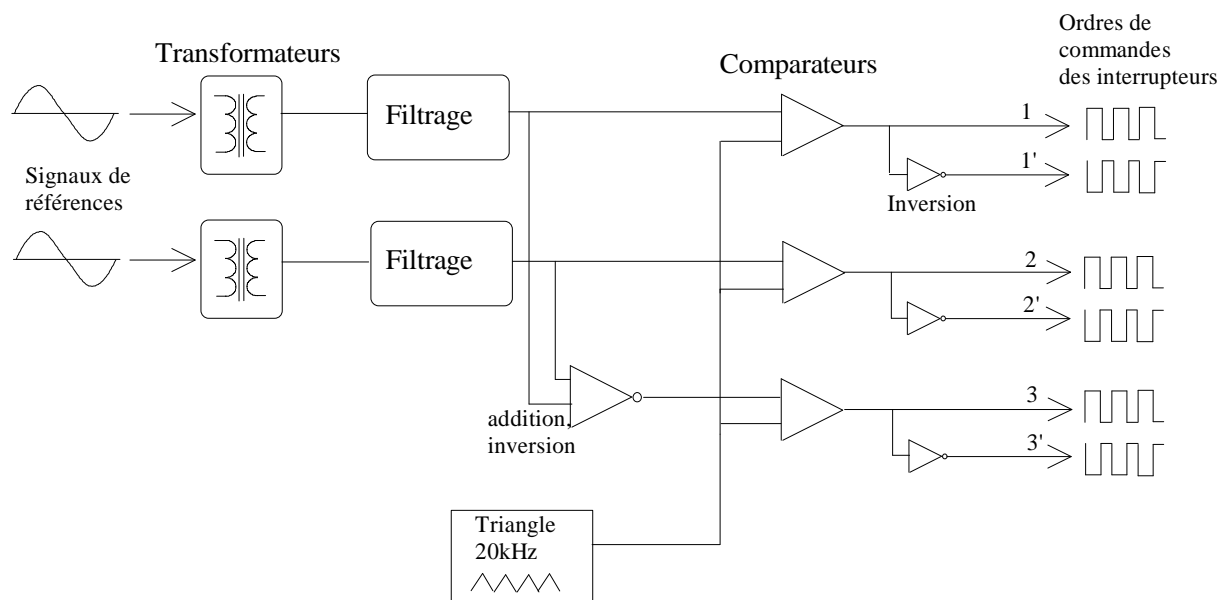 Transformateurs
Filtrage
Signaux de
références
Filtrage
addition,
inversion
Triangle
20kHz
Comparateurs
Inversion
Ordres de
commandes
des interrupteurs
1
1'
2
2'
3
3'